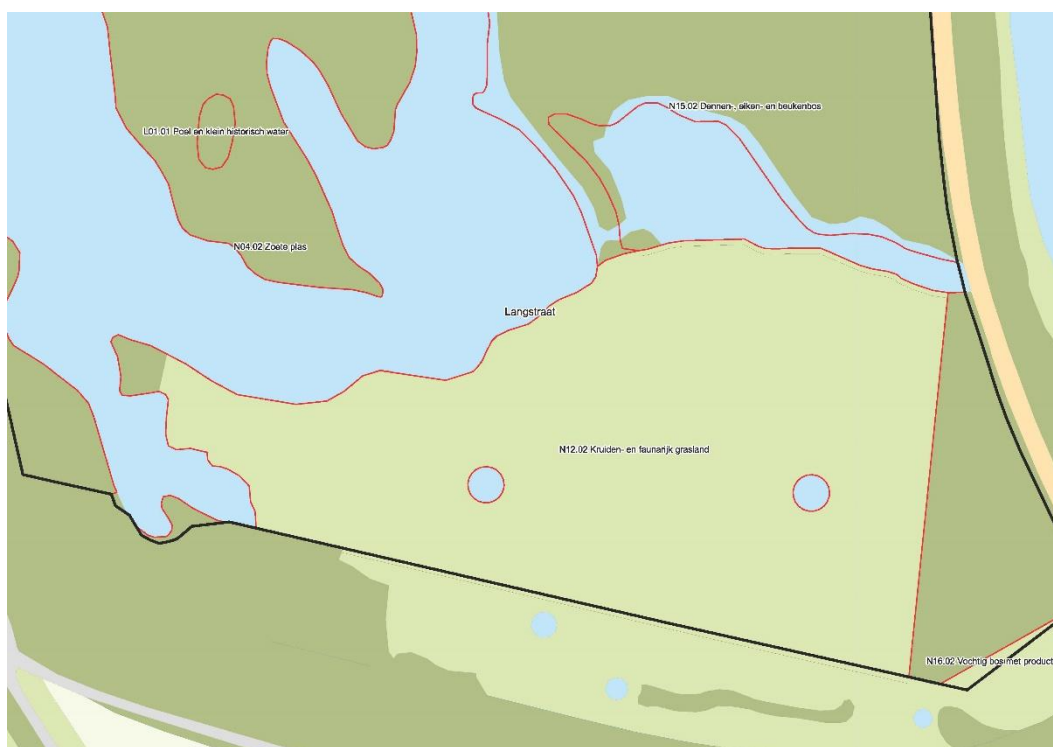 N15.02 Dennen-, eiken- en beukenbos
L01.01 Poel en klein historisch water
N04.02 Zoete plas
Langstraat
N12.02 Kruiden- en faunarijk grasland
N16.02 Vochtig bos met product